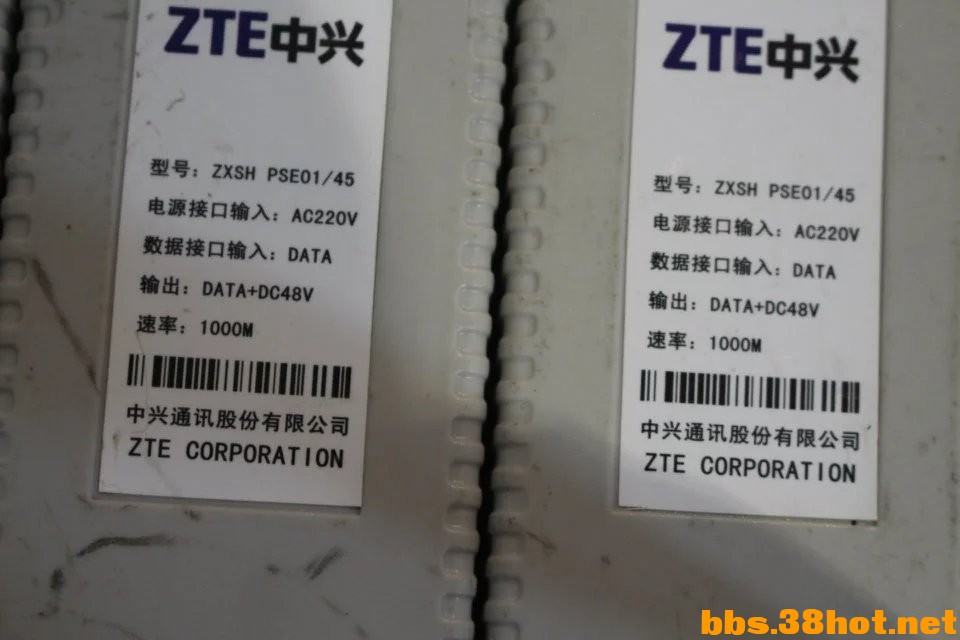 ZTE中兴
型号：ZXSH PSE01/45
电源接口输入：AC220V
数据接口输入：DATA
输出：DATA+DC48V
速率：1000M
中兴通讯股份有限公司
ZTE CORPORATION
ZTE中兴
型号：ZXSH PSE01/45
电源接口输入：AC220V
数据接口输入：DATA
输出：DATA+DC48V
速率：1000M
中兴通讯股份有限公司
ZTE CORPORATION
bbs.38hot.net